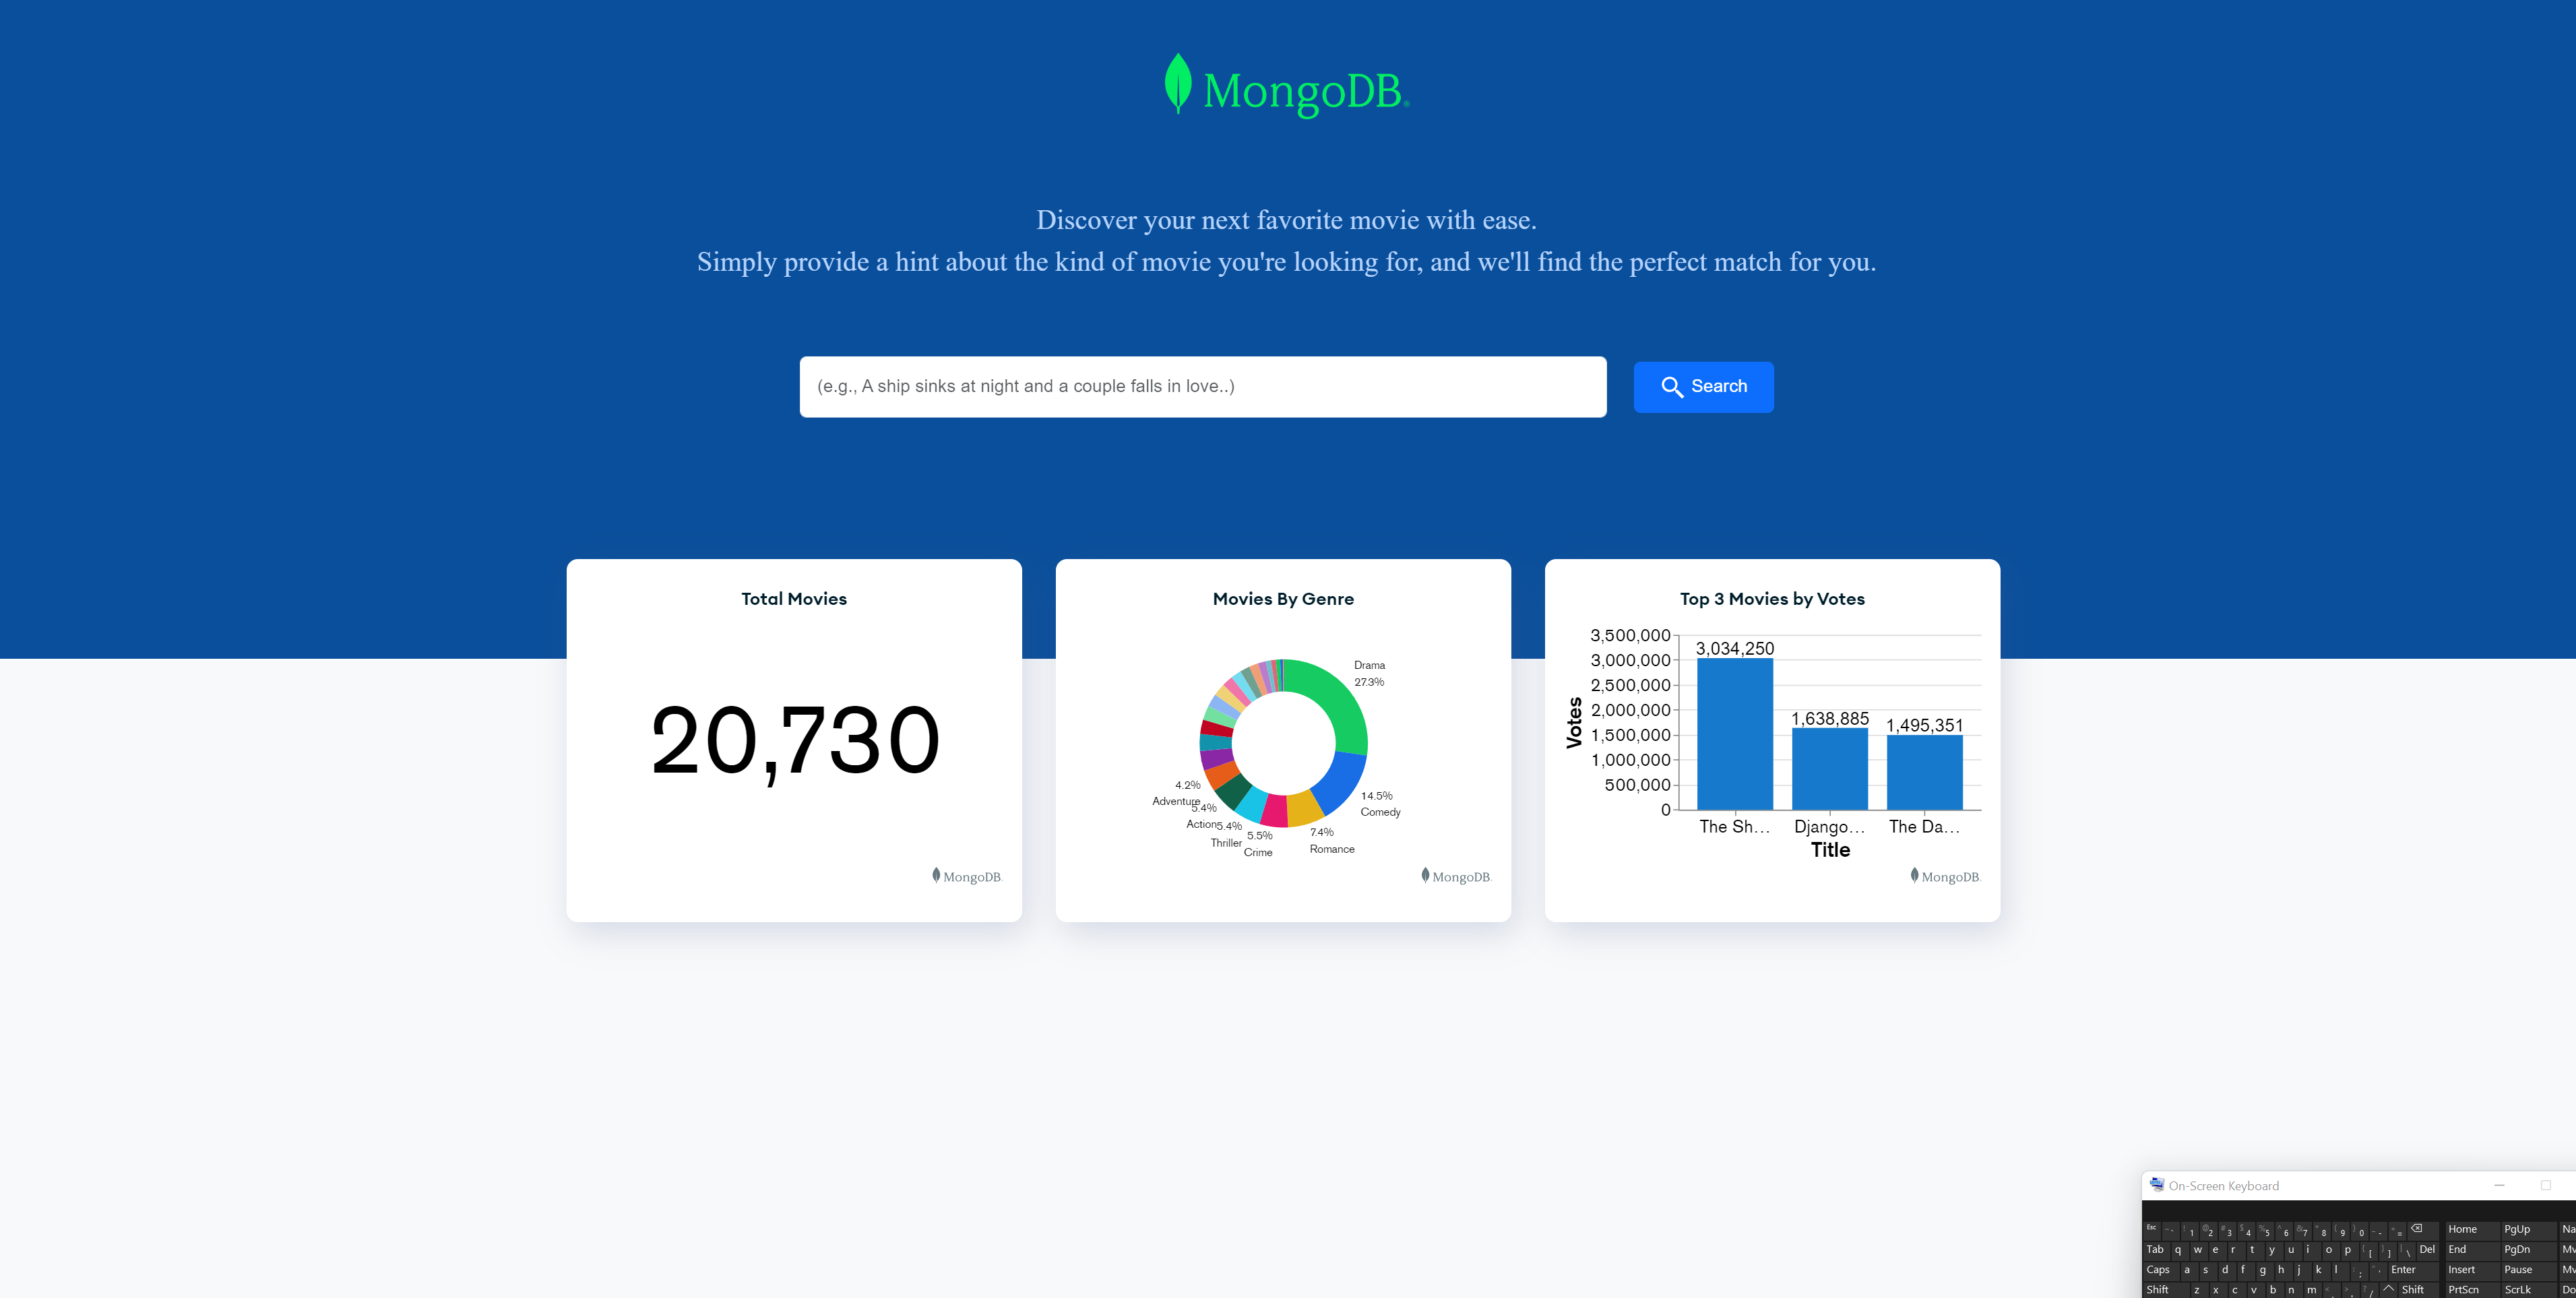 MongoDB®
Discover your next favorite movie with ease.
Simply provide a hint about the kind of movie you're looking for, and we'll find the perfect match for you.
(e.g., A ship sinks at night and a couple falls in love..)
Search
Total Movies
20,730
MongoDB.
Movies By Genre
Drama
27.3%
14.5%
Comedy
7.4%
Romance
5.5%
Crime
5.4%
Thriller
5.4%
Action
4.2%
Adventure
MongoDB.
Top 3 Movies by Votes
Votes
3,500,000
3,000,000
2,500,000
2,000,000
1,500,000
1,000,000
500,000
0
3,034,250
1,638,885
1,495,351
The Sh...
Django...
The Da...
Title
MongoDB.
On-Screen Keyboard
Esc 1 2 3 4 5 6 7 8 9 0 - = Home PgUp Na
Tab q w e r t y u i o p [ ] \ Del End PgDn Mv
Caps a s d f g h j k l ; Enter Insert Pause Mv
Shift z x c v b n m / Shift PrtScn ScrLk Do